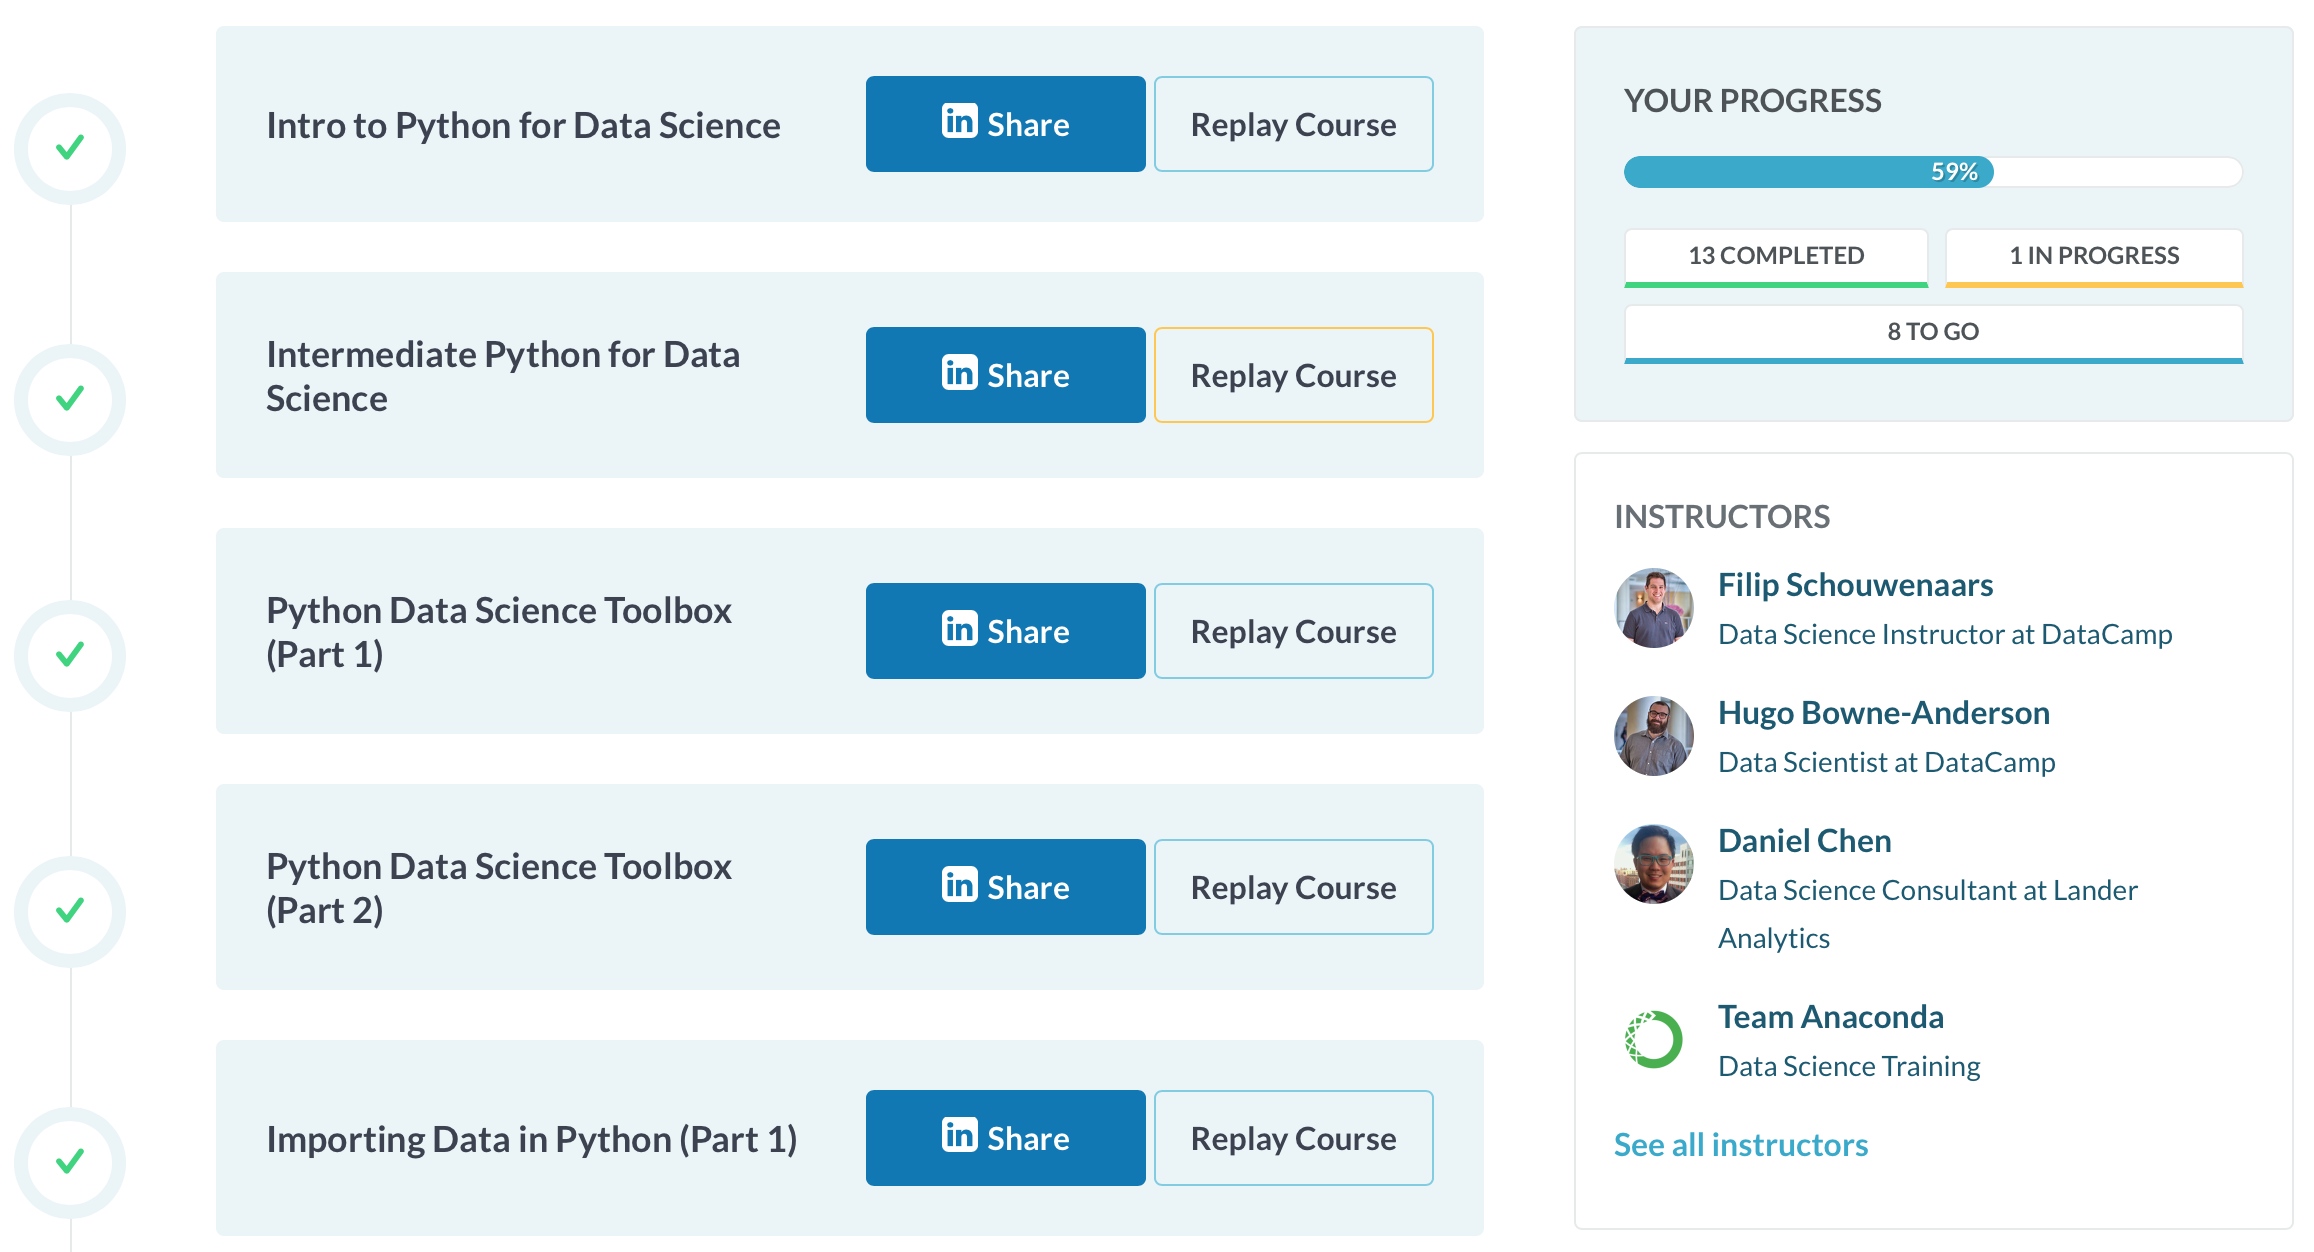 Intro to Python for Data Science
in Share
Replay Course
Intermediate Python for Data
Science
in Share
Replay Course
Python Data Science Toolbox
(Part 1)
in Share
Replay Course
Python Data Science Toolbox
(Part 2)
in Share
Replay Course
Importing Data in Python (Part 1)
in Share
Replay Course
YOUR PROGRESS
59%
13 COMPLETED
1 IN PROGRESS
8 TO GO
INSTRUCTORS
Filip Schouwenaars
Data Science Instructor at DataCamp
Hugo Bowne-Anderson
Data Scientist at DataCamp
Daniel Chen
Data Science Consultant at Lander
Analytics
Team Anaconda
Data Science Training
See all instructors